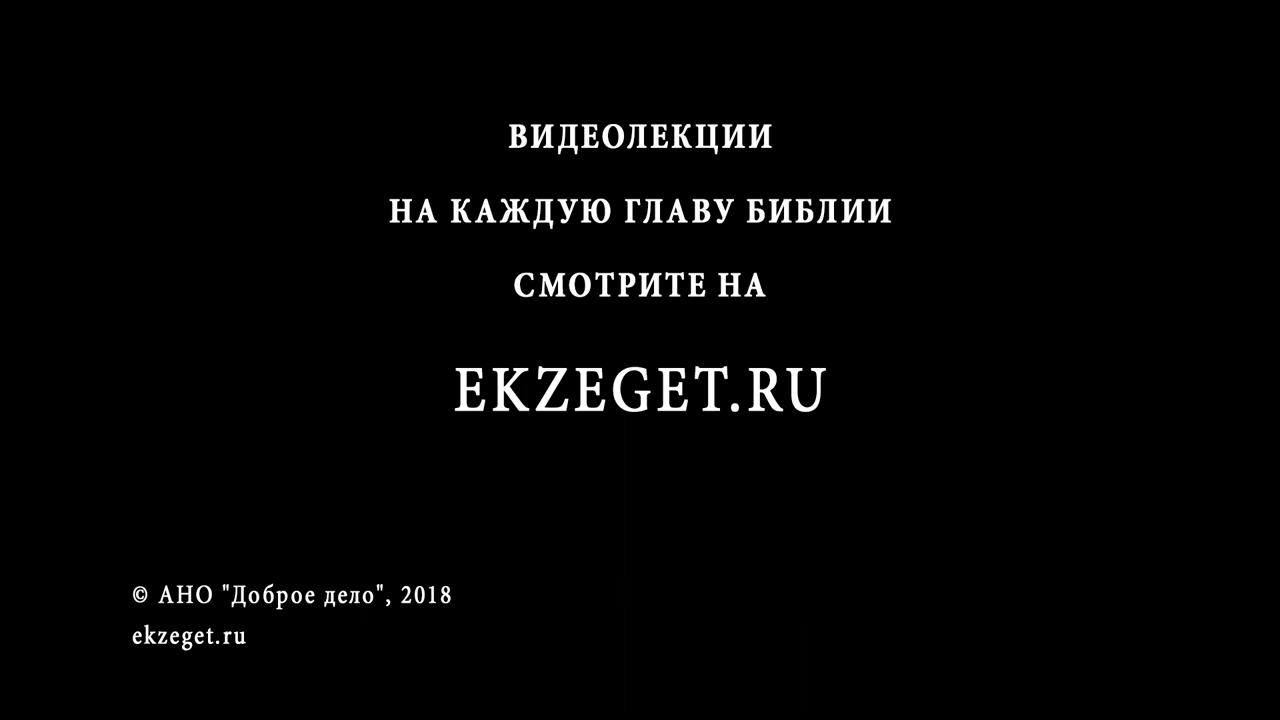 ВИДЕОЛЕКЦИИ
НА КАЖДУЮ ГЛАВУ БИБЛИИ
СМОТРИТЕ НА
EKZEGET.RU
© АНО "Доброе дело", 2018
ekzeget.ru